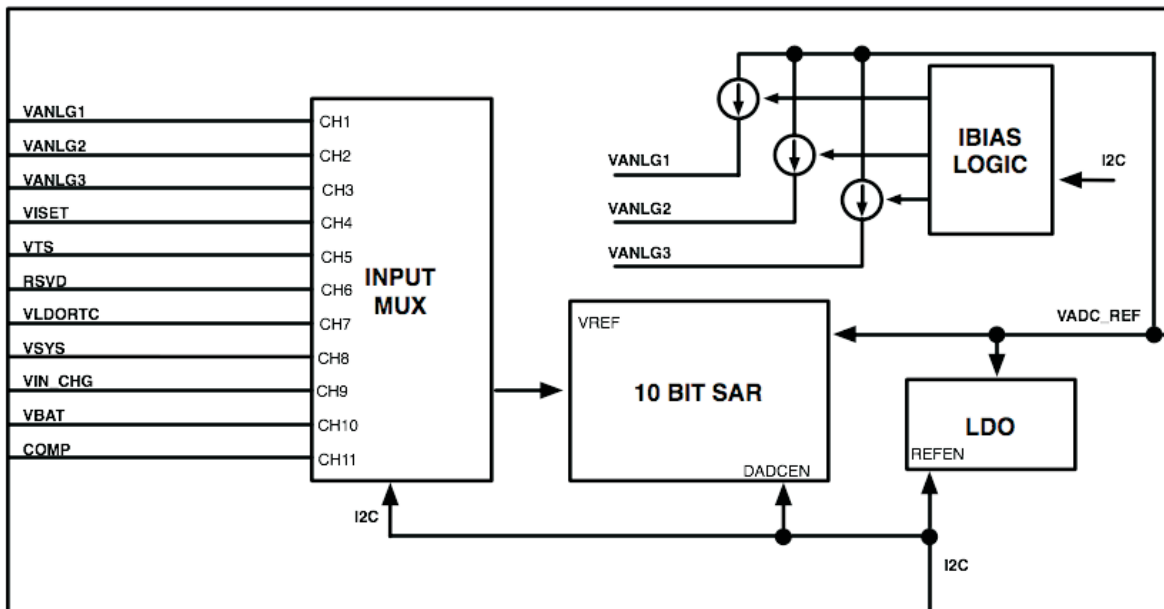 VANLG1
VANLG2
VANLG3
VISET
VTS
RSVD
VLDORTC
VSYS
VIN_CHG
VBAT
COMP
CH1
CH2
CH3
CH4
CH5
CH6
CH7
CH8
CH9
CH10
CH11
INPUT
MUX
I2C
VANLG1
VANLG2
VANLG3
IBIAS
LOGIC
I2C
VREF
10 BIT SAR
DADCEN
VADC_REF
LDO
REFEN
I2C